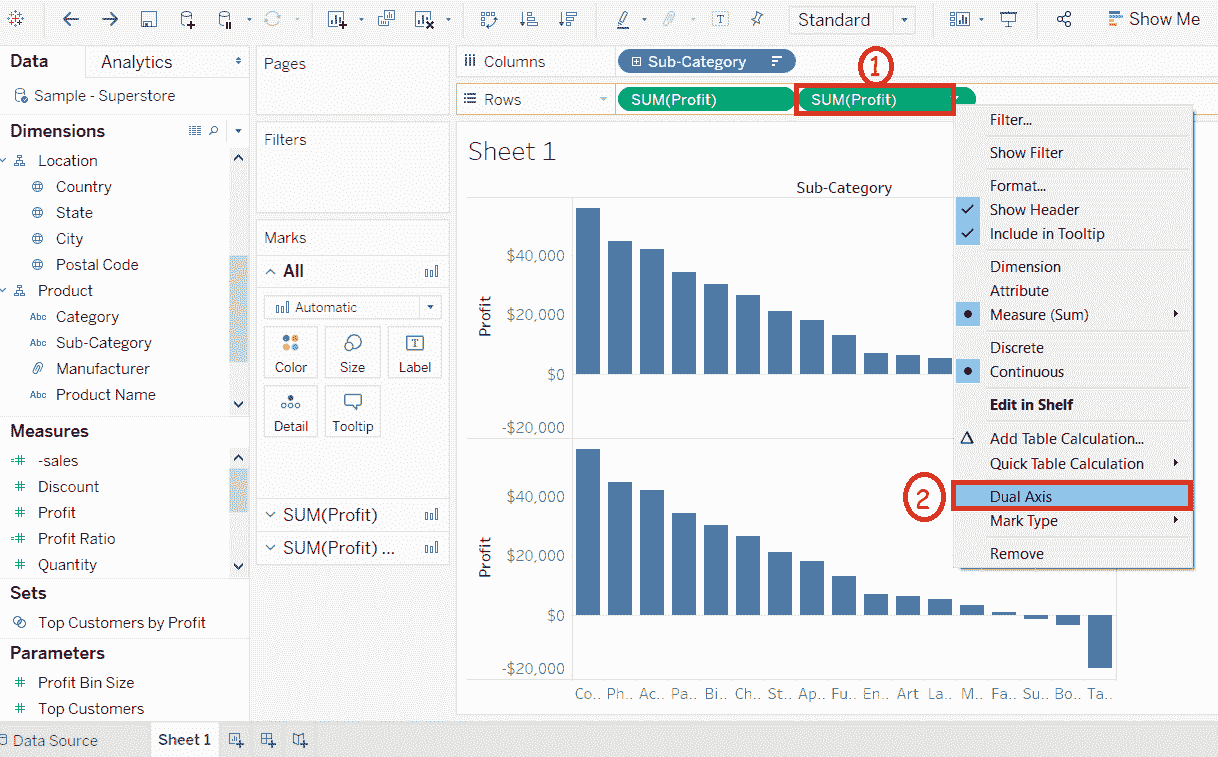 Standard
Show Me
Data
Analytics
Sample - Superstore
Dimensions
Location
Country
State
City
Postal Code
Product
Abc Category
Abc Sub-Category
Manufacturer
Abc Product Name
Measures
-sales
Discount
Profit
Profit Ratio
Quantity
Sets
Top Customers by Profit
Parameters
Profit Bin Size
Top Customers
Pages
Filters
Marks
All
Automatic
Color
Size
Label
Detail
Tooltip
SUM(Profit)
SUM(Profit) ...
Columns
Sub-Category
1
Rows
SUM(Profit)
SUM(Profit)
Sheet 1
Sub-Category
Profit
$40,000
$20,000
$0
-$20,000
Profit
$40,000
$20,000
$0
-$20,000
Co.. Ph.. Ac.. Pa.. Bi.. Ch.. St.. Ap.. Fu.. En.. Art La.. M.. Fa.. Su.. Bo.. Ta..
Filter...
Show Filter
Format...
Show Header
Include in Tooltip
Dimension
Attribute
Measure (Sum)
Discrete
Continuous
Edit in Shelf
Add Table Calculation...
Quick Table Calculation
2
Dual Axis
Mark Type
Remove
Data Source
Sheet 1